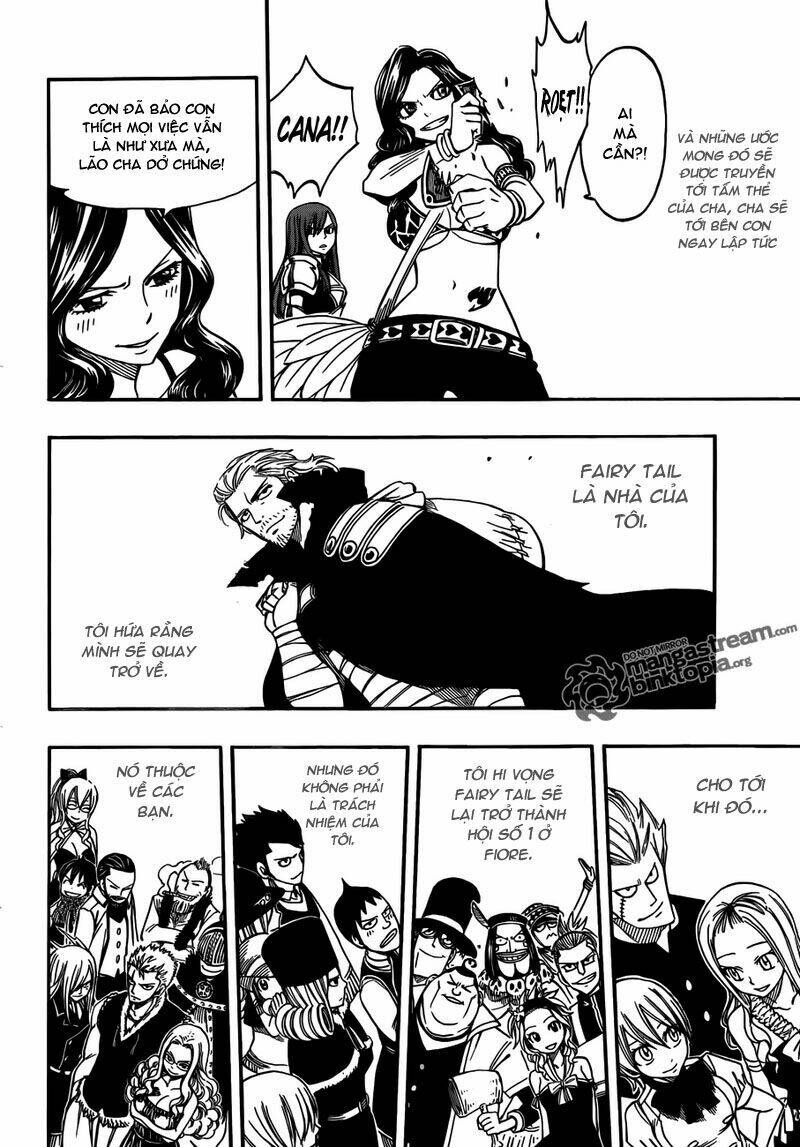 VÀ NHỮNG ƯỚC
MONG ĐÓ SẼ
ĐƯỢC TRUYỀN
TỚI TẤM THẺ
CỦA CHA, CHA SẼ
TỚI BÊN CON
NGAY LẬP TỨC
AI
MÀ
CẦN?!
ROẸT!!
CANA!!
CON ĐÃ BẢO CON
THÍCH MỌI VIỆC VẪN
LÀ NHƯ XƯA MÀ,
LÃO CHA DỞ CHỨNG!
FAIRY TAIL
LÀ NHÀ CỦA
TÔI.
TÔI HỨA RẰNG
MÌNH SẼ QUAY
TRỞ VỀ.
DO NOT MIRROR
mangastream.com
binktopia.org
CHO TỚI
KHI ĐÓ...
TÔI HI VỌNG
FAIRY TAIL SẼ
LẠI TRỞ THÀNH
HỘI SỐ 1 Ở
FIORE.
NHƯNG ĐÓ
KHÔNG PHẢI
LÀ TRÁCH
NHIỆM CỦA
TÔI.
NÓ THUỘC
VỀ CÁC
BẠN.